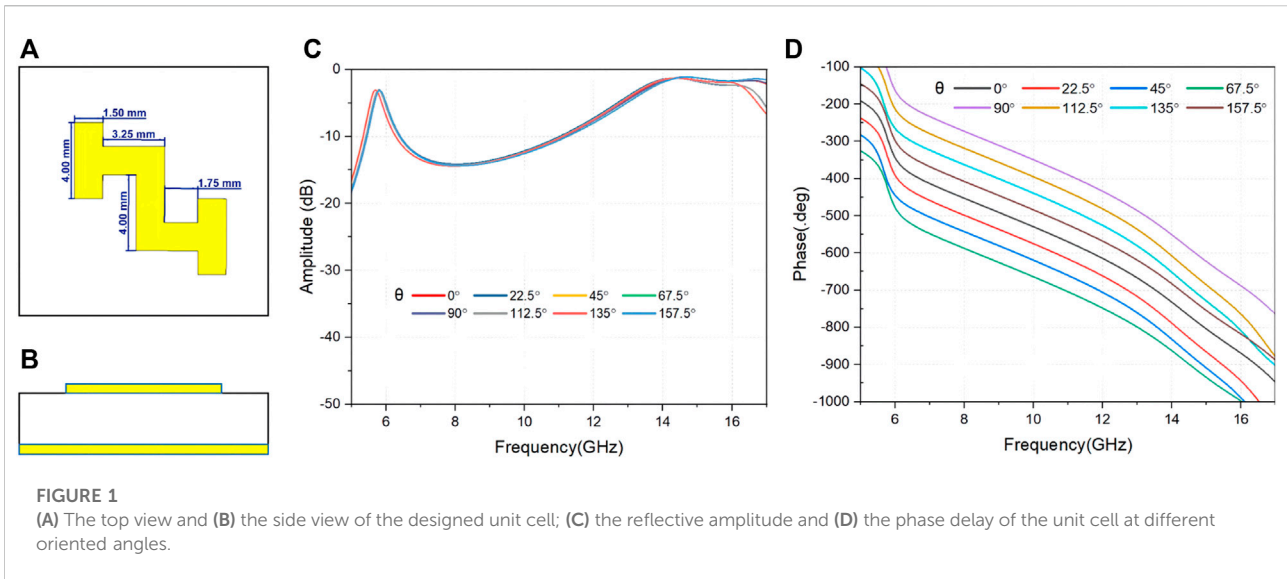 A
1.50 mm
3.25 mm
4.00 mm
1.75 mm
4.00 mm
B
C
0
-10
-20
-30
-40
-50
Amplitude (dB)
θ 0° 22.5° 45° 67.5°
90° 112.5° 135° 157.5°
6 8 10 12 14 16
Frequency(GHz)
D
-100
-200
-300
-400
-500
-600
-700
-800
-900
-1000
Phase(.deg)
θ 0° 22.5° 45° 67.5°
90° 112.5° 135° 157.5°
6 8 10 12 14 16
Frequency(GHz)
FIGURE 1
(A) The top view and (B) the side view of the designed unit cell; (C) the reflective amplitude and (D) the phase delay of the unit cell at different
oriented angles.